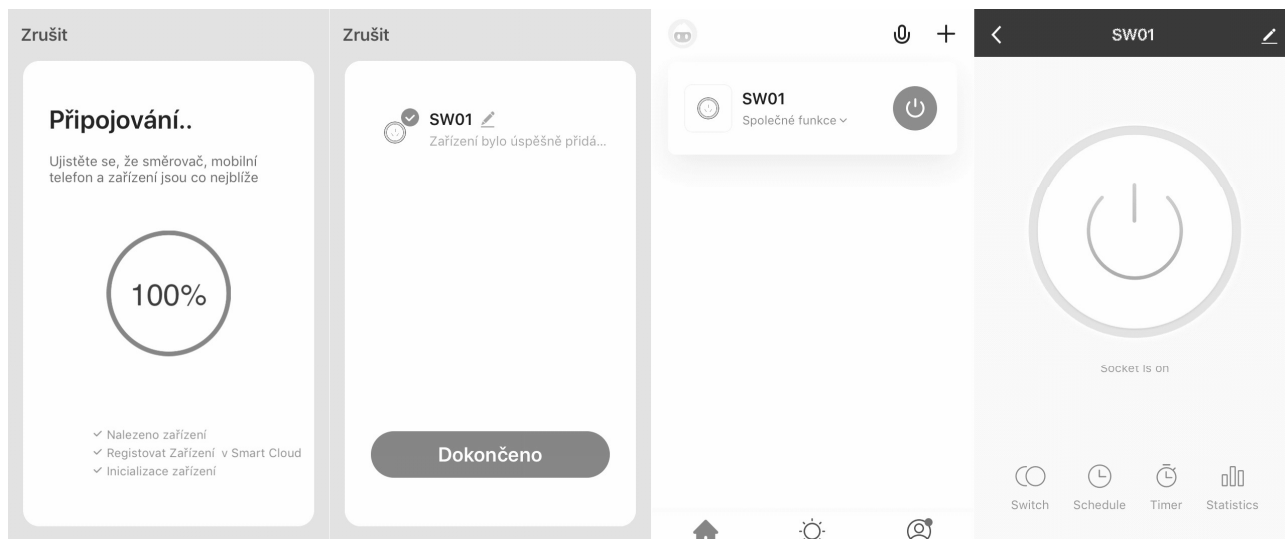 Zrušit
Připojování..
Ujistěte se, že směrovač, mobilní
telefon a zařízení jsou co nejblíže
100%
Nalezeno zařízení
Registovat Zařízení v Smart Cloud
Inicializace zařízení
Zrušit
SW01
Zařízení bylo úspěšně přidá...
Dokončeno
SW01
Společné funkce
SW01
Socket is on
Switch Schedule Timer Statistics